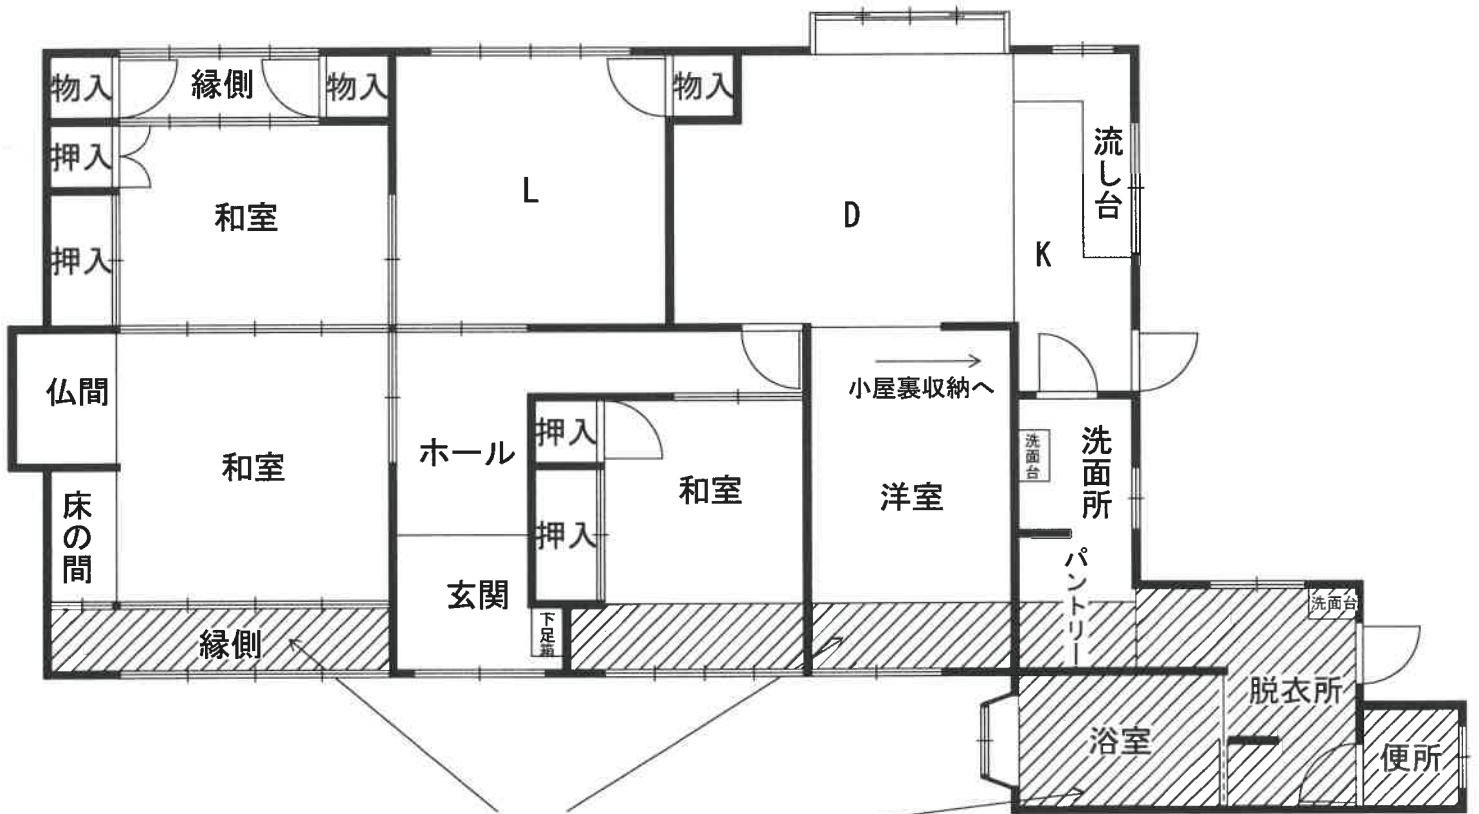 物入
縁側
物入
物入
押入
流し台
和室
L
D
押入
K
仏間
小屋裏収納へ
押入
ホール
洗面台
洗面所
和室
和室
洋室
床の間
押入
パントリー
玄関
下足箱
洗面台
縁側
脱衣所
浴室
便所